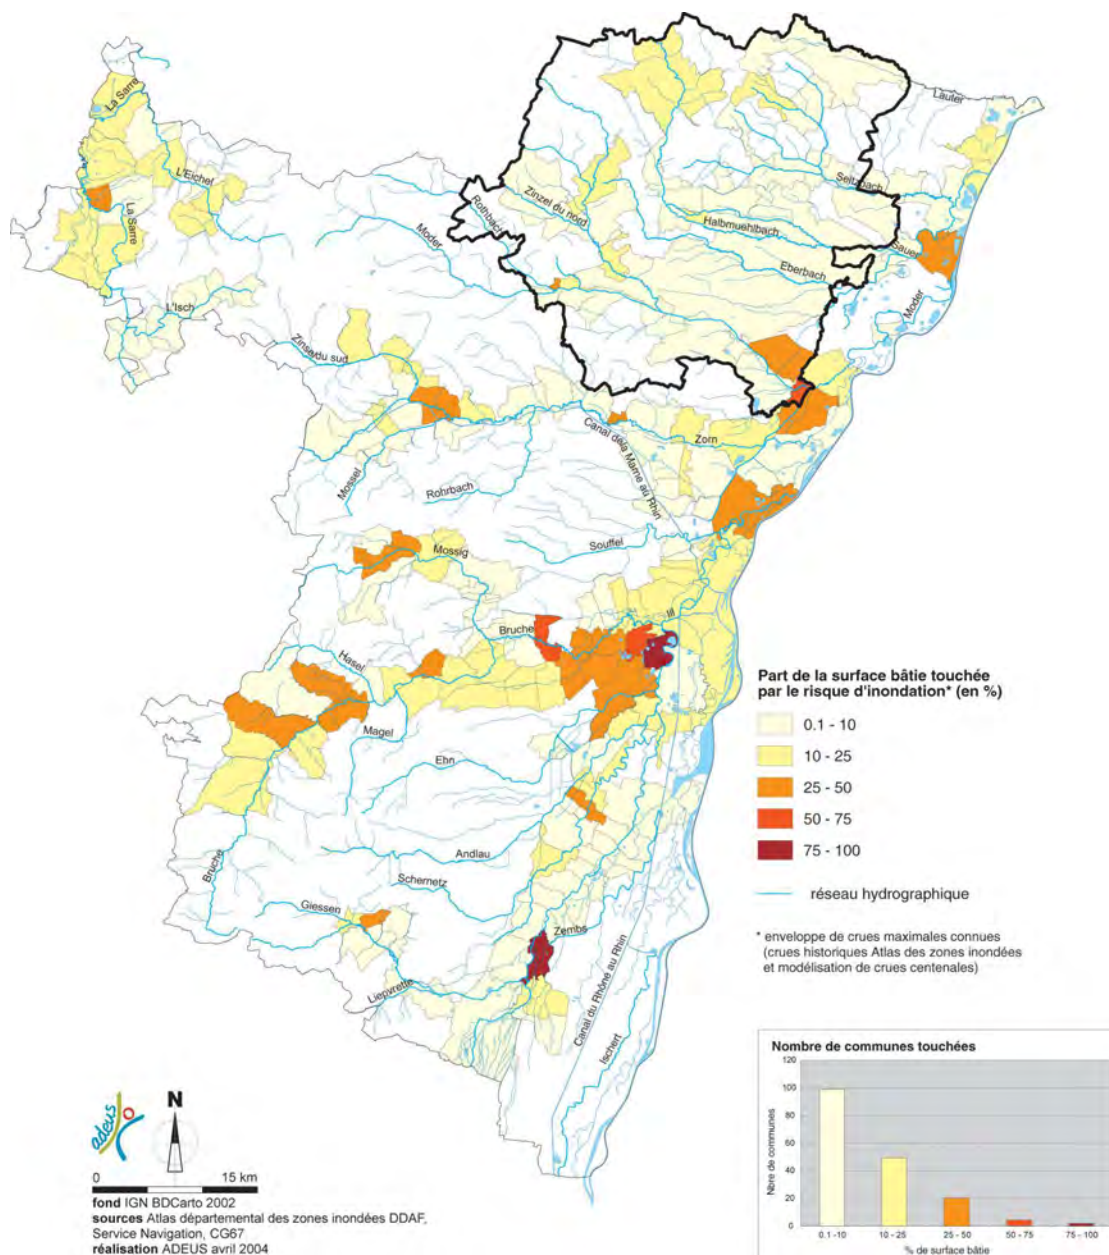 La Sarre
L'Eichel
La Sarre
L'Isch
Lauter
Seltzbach
Zinzel du nord
Rothbach
Moder
Halbmuehlbach
Eberbach
Sauer
Moder
Zinsel du sud
Mossel
Rohrbach
Canal de la Marne au Rhin
Zorn
Souffel
Mossig
Ill
Bruche
Hasel
Magel
Ehn
Andlau
Bruche
Schernetz
Giessen
Zembs
Liepvrette
Canal du Rhône au Rhin
Ischert
Part de la surface bâtie touchée
par le risque d'inondation* (en %)
0.1 - 10
10 - 25
25 - 50
50 - 75
75 - 100
réseau hydrographique
* enveloppe de crues maximales connues
(crues historiques Atlas des zones inondées
et modélisation de crues centenales)
Nombre de communes touchées
Nbre de communes
120
100
80
60
40
20
0
0.1 -10
10 - 25
25 - 50
50 - 75
75 - 100
% de surface bâtie
adeus
N
0 15 km
fond IGN BDCarto 2002
sources Atlas départemental des zones inondées DDAF,
Service Navigation, CG67
réalisation ADEUS avril 2004